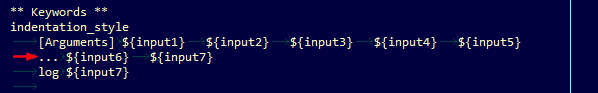 ** Keywords **
indentation_style
[Arguments] ${input1} ${input2} ${input3} ${input4} ${input5}
... ${input6} ${input7}
log ${input7}